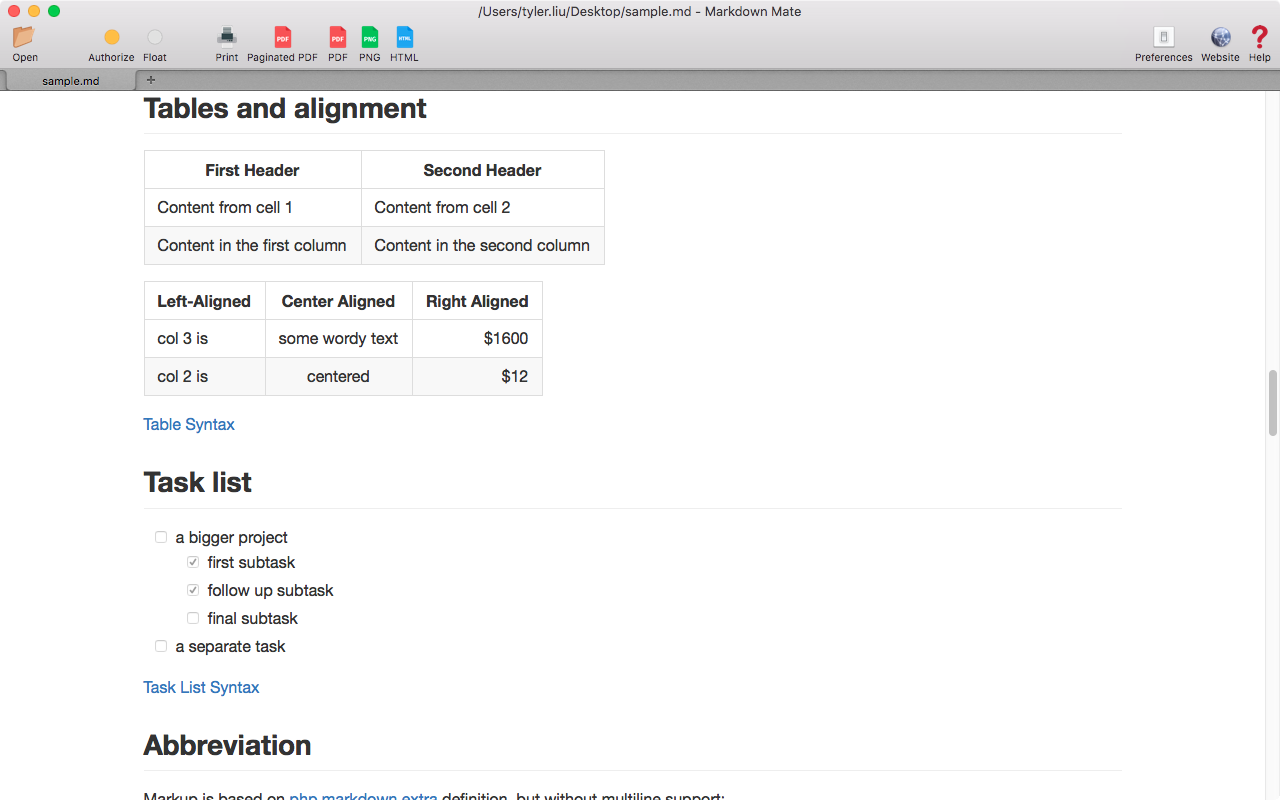 /Users/tyler.liu/Desktop/sample.md - Markdown Mate
Open Authorize Float Print Paginated PDF PDF PNG HTML Preferences Website Help
sample.md +
Tables and alignment
First Header Second Header
Content from cell 1 Content from cell 2
Content in the first column Content in the second column
Left-Aligned Center Aligned Right Aligned
col 3 is some wordy text $1600
col 2 is centered $12
Table Syntax
Task list
a bigger project
first subtask
follow up subtask
final subtask
a separate task
Task List Syntax
Abbreviation
Markup is based on php markdown extra definition, but without multiline support: